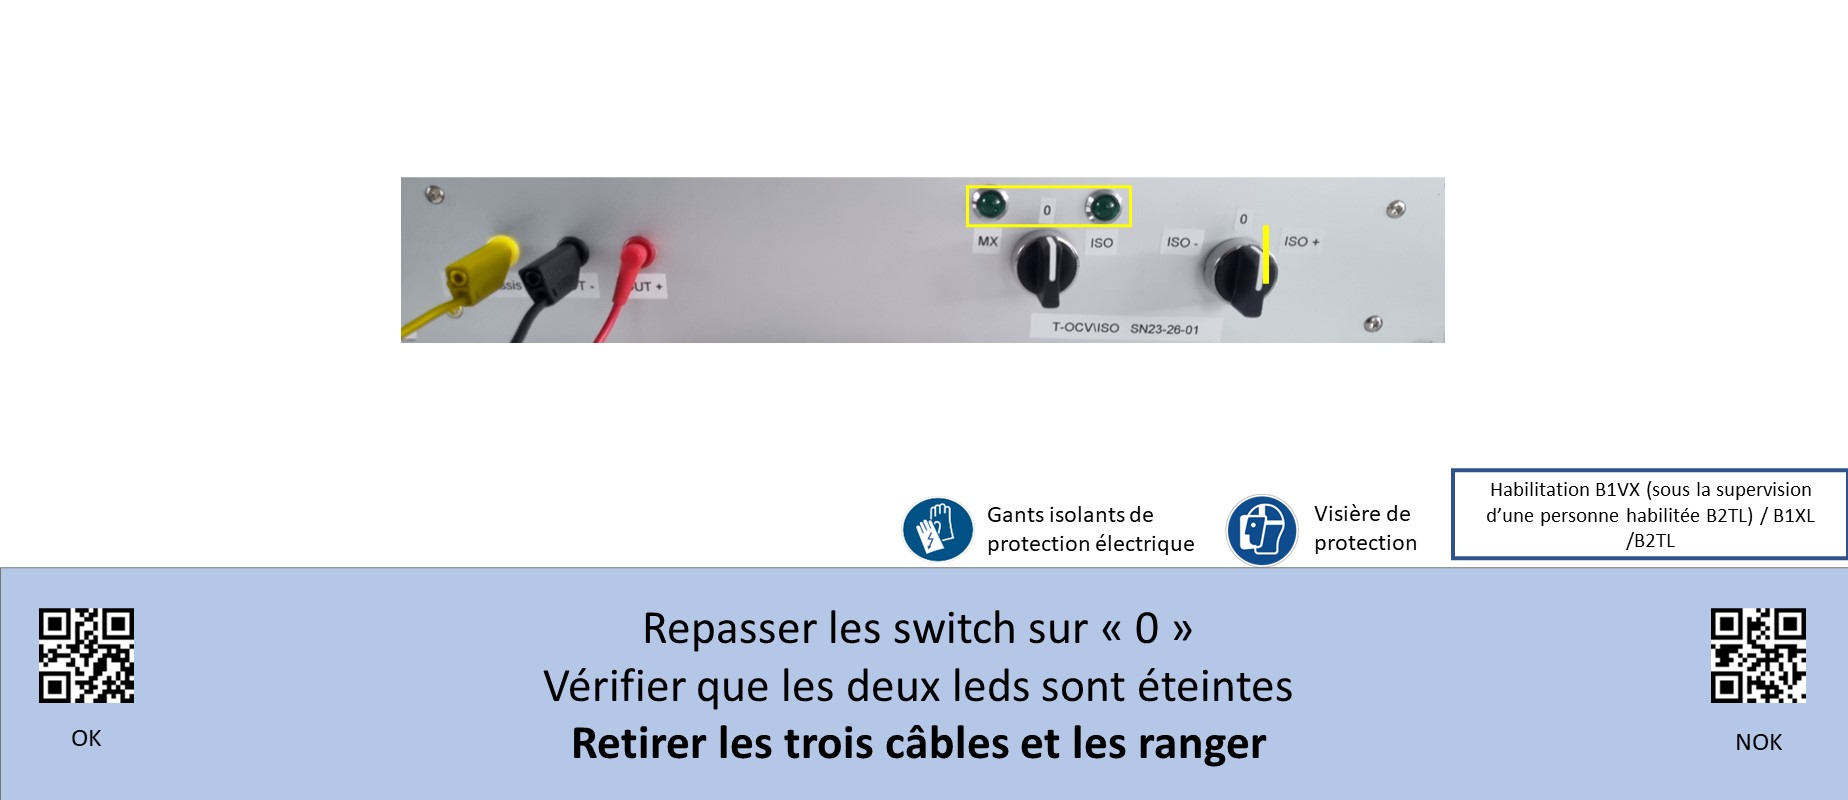 0
MX
ISO
0
ISO -
ISO +
UT -
UT +
T-OCV\ISO SN23-26-01
Gants isolants de
protection électrique
Visière de
protection
Habilitation B1VX (sous la supervision
d’une personne habilitée B2TL) / B1XL
/B2TL
Repasser les switch sur « 0 »
Vérifier que les deux leds sont éteintes
Retirer les trois câbles et les ranger
OK
NOK